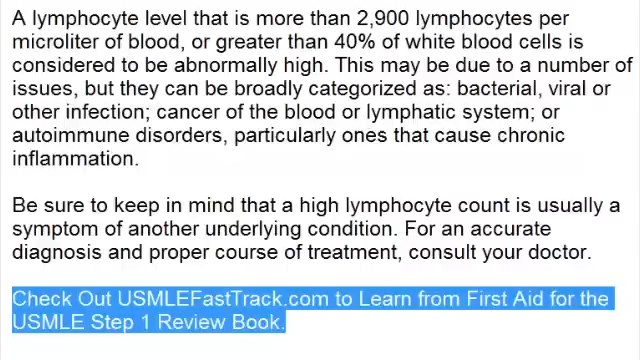 A lymphocyte level that is more than 2,900 lymphocytes per
microliter of blood, or greater than 40% of white blood cells is
considered to be abnormally high. This may be due to a number of
issues, but they can be broadly categorized as: bacterial, viral or
other infection; cancer of the blood or lymphatic system; or
autoimmune disorders, particularly ones that cause chronic
inflammation.
Be sure to keep in mind that a high lymphocyte count is usually a
symptom of another underlying condition. For an accurate
diagnosis and proper course of treatment, consult your doctor.
Check Out USMLEFastTrack.com to Learn from First Aid for the
USMLE Step 1 Review Book.